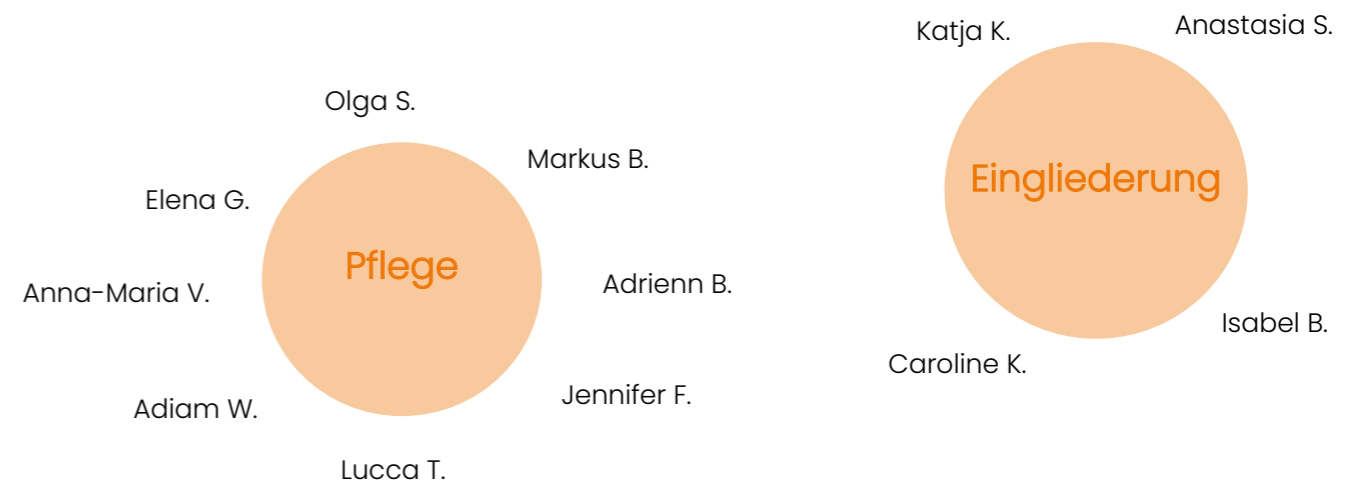 Katja K.
Anastasia S.
Olga S.
Markus B.
Elena G.
Eingliederung
Pflege
Anna-Maria V.
Adrienn B.
Isabel B.
Caroline K.
Jennifer F.
Adiam W.
Lucca T.